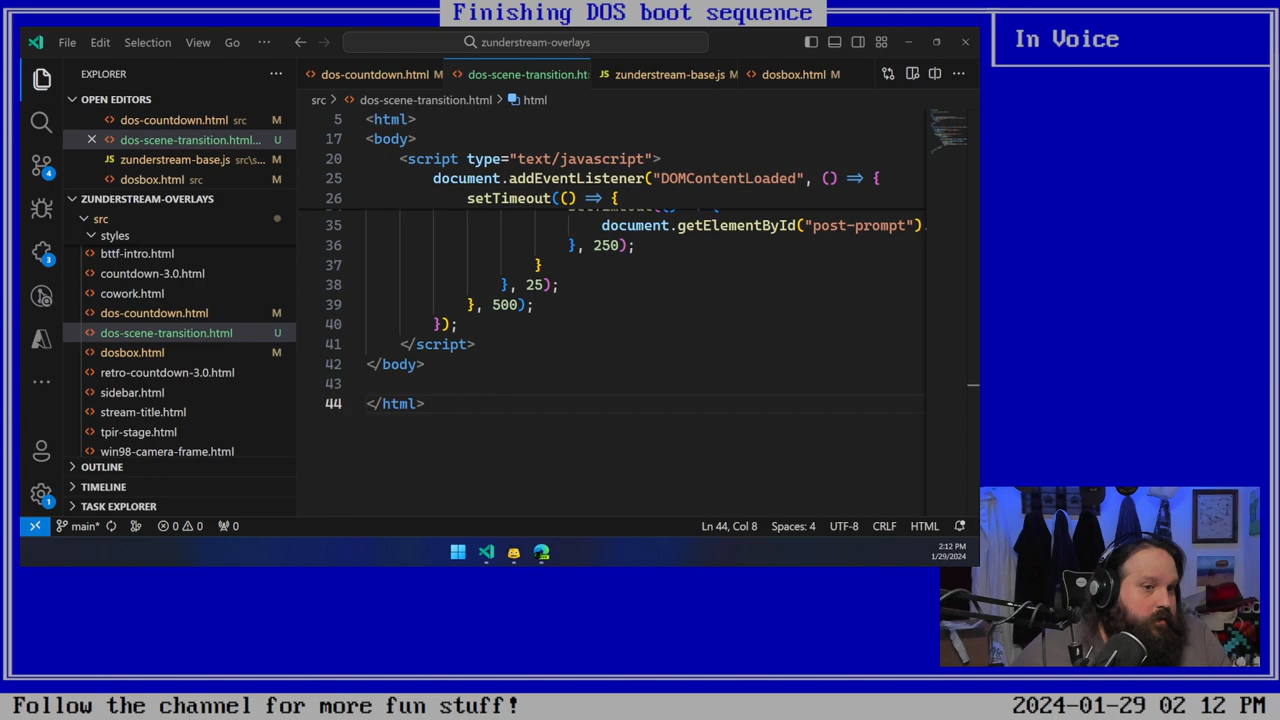 Finishing DOS boot sequence
In Voice
File Edit Selection View Go ···
zunderstream-overlays
EXPLORER
dos-countdown.html M
dos-scene-transition.ht
JS zunderstream-base.js M
dosbox.html M
OPEN EDITORS
src > dos-scene-transition.html > html
dos-countdown.html src M
dos-scene-transition.html... U
JS zunderstream-base.js src\s... M
dosbox.html src M
ZUNDERSTREAM-OVERLAYS
src
styles
bttf-intro.html
countdown-3.0.html
cowork.html
dos-countdown.html M
dos-scene-transition.html U
dosbox.html M
retro-countdown-3.0.html
sidebar.html
stream-title.html
tpir-stage.html
win98-camera-frame.html
OUTLINE
TIMELINE
TASK EXPLORER
4
3
1
5 <html>
17 <body>
20 <script type="text/javascript">
25 document.addEventListener("DOMContentLoaded", () => {
26 setTimeout(() => {
35 document.getElementById("post-prompt").
36 }, 250);
37 }
38 }, 25);
39 }, 500);
40 });
41 </script>
42 </body>
43
44 </html>
main* 0 0 0
Ln 44, Col 8 Spaces: 4 UTF-8 CRLF HTML
2:12 PM
1/29/2024
Follow the channel for more fun stuff!
2024-01-29 02 12 PM